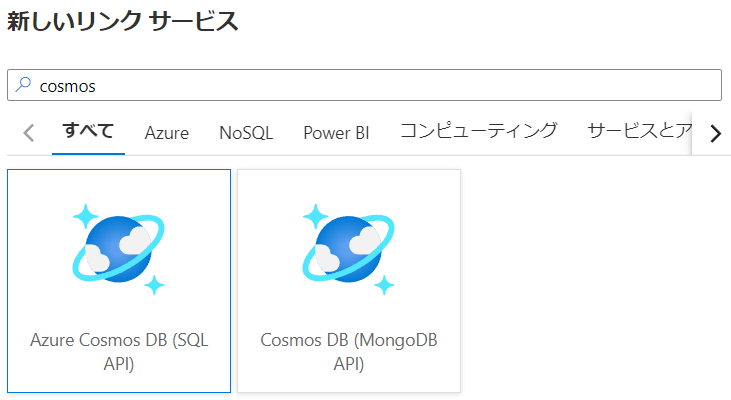 新しいリンク サービス
cosmos
すべて Azure NoSQL Power BI コンピューティング サービスとア
Azure Cosmos DB (SQL
API)
Cosmos DB (MongoDB
API)